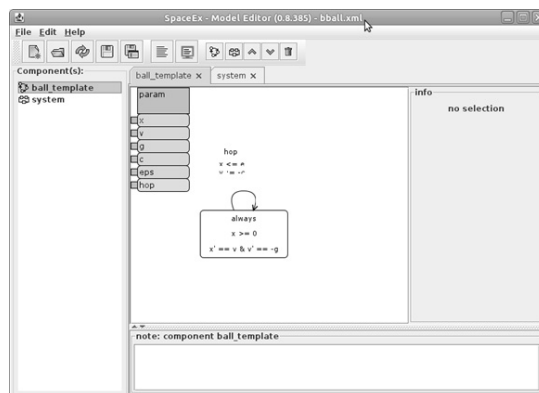 SpaceEx - Model Editor (0.8.385) - bball.xml
File Edit Help
Component(s):
ball_template
system
ball_template x system x
param
x
v
g
c
eps
hop
hop
always
x >= 0
x' == v & v' == -g
info
no selection
note: component ball_template